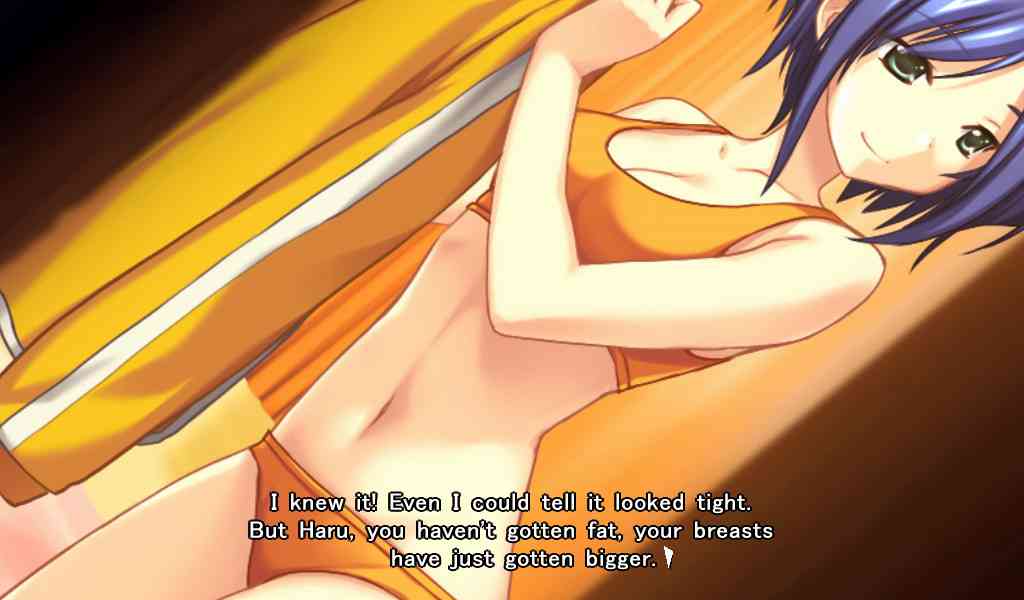 I knew it! Even I could tell it looked tight.
But Haru, you haven't gotten fat, your breasts
have just gotten bigger.